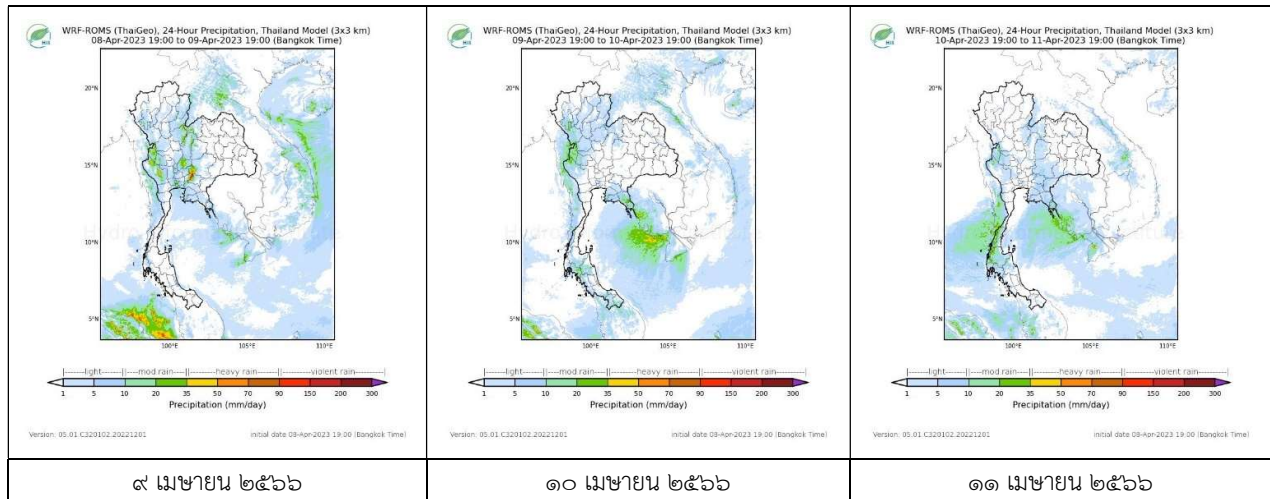 WRF-ROMS (ThaiGeo), 24-Hour Precipitation, Thailand Model (3x3 km)
08-Apr-2023 19:00 to 09-Apr-2023 19:00 (Bangkok Time)
20°N
15°N
10°N
5°N
100°E
105°E
110°E
|--------light-------||----mod rain----||---------heavy rain---------||-----------violent rain-----------
1 5 10 20 35 50 70 90 150 200 300
Precipitation (mm/day)
Version: 05.01.C320102.20221201
initial date 08-Apr-2023 19:00 (Bangkok Time)
๙ เมษายน ๒๕๖๖
WRF-ROMS (ThaiGeo), 24-Hour Precipitation, Thailand Model (3x3 km)
09-Apr-2023 19:00 to 10-Apr-2023 19:00 (Bangkok Time)
20°N
15°N
10°N
5°N
100°E
105°E
110°E
|--------light-------||----mod rain----||---------heavy rain---------||-----------violent rain-----------
1 5 10 20 35 50 70 90 150 200 300
Precipitation (mm/day)
Version: 05.01.C320102.20221201
initial date 08-Apr-2023 19:00 (Bangkok Time)
๑๐ เมษายน ๒๕๖๖
WRF-ROMS (ThaiGeo), 24-Hour Precipitation, Thailand Model (3x3 km)
10-Apr-2023 19:00 to 11-Apr-2023 19:00 (Bangkok Time)
20°N
15°N
10°N
5°N
100°E
105°E
110°E
|--------light-------||----mod rain----||---------heavy rain---------||-----------violent rain-----------
1 5 10 20 35 50 70 90 150 200 300
Precipitation (mm/day)
Version: 05.01.C320102.20221201
initial date 08-Apr-2023 19:00 (Bangkok Time)
๑๑ เมษายน ๒๕๖๖